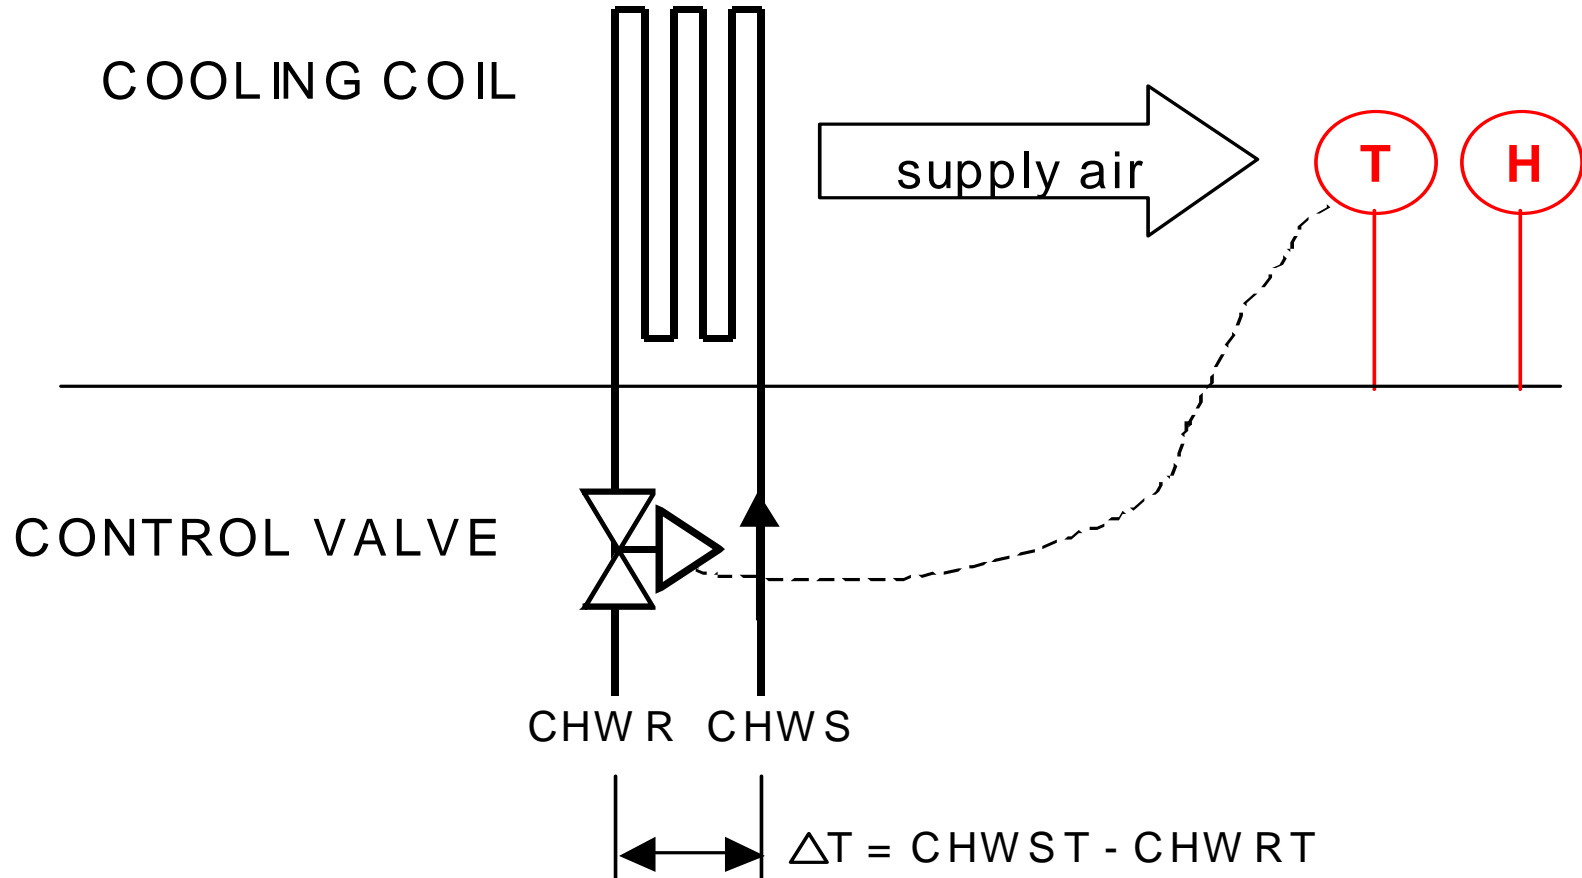 COOLING COIL
supply air
T
H
CONTROL VALVE
CHWR CHWS
△T = CHWST - CHWRT